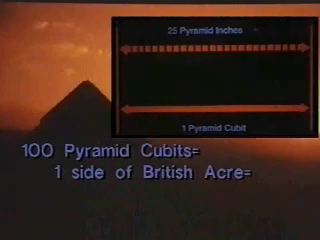 25 Pyramid Inches
1 Pyramid Cubit
100 Pyramid Cubits=
1 side of British Acre=